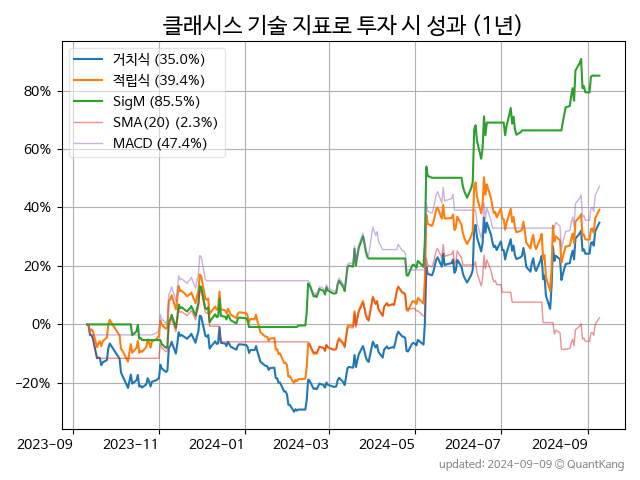 클래시스 기술 지표로 투자 시 성과 (1년)
거치식 (35.0%)
적립식 (39.4%)
SigM (85.5%)
SMA(20) (2.3%)
MACD (47.4%)
80%
60%
40%
20%
0%
−20%
2023-09 2023-11 2024-01 2024-03 2024-05 2024-07 2024-09
updated: 2024-09-09 © QuantKang